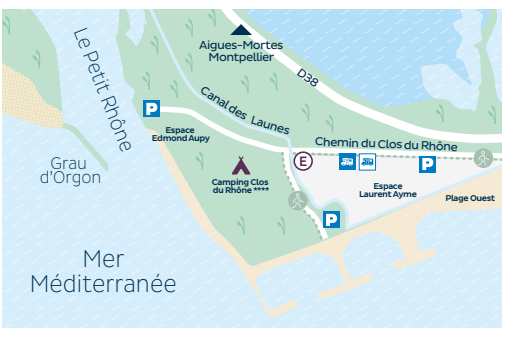 Aigues-Mortes
Montpellier
D38
Le Petit Rhône
Canal des Launes
P
Chemin du Clos du Rhône
Espace
Edmond Aupy
E
P
Grau
d'Orgon
Camping Clos
du Rhône ****
Espace
Laurent Ayme
Plage Ouest
P
Mer
Méditerranée